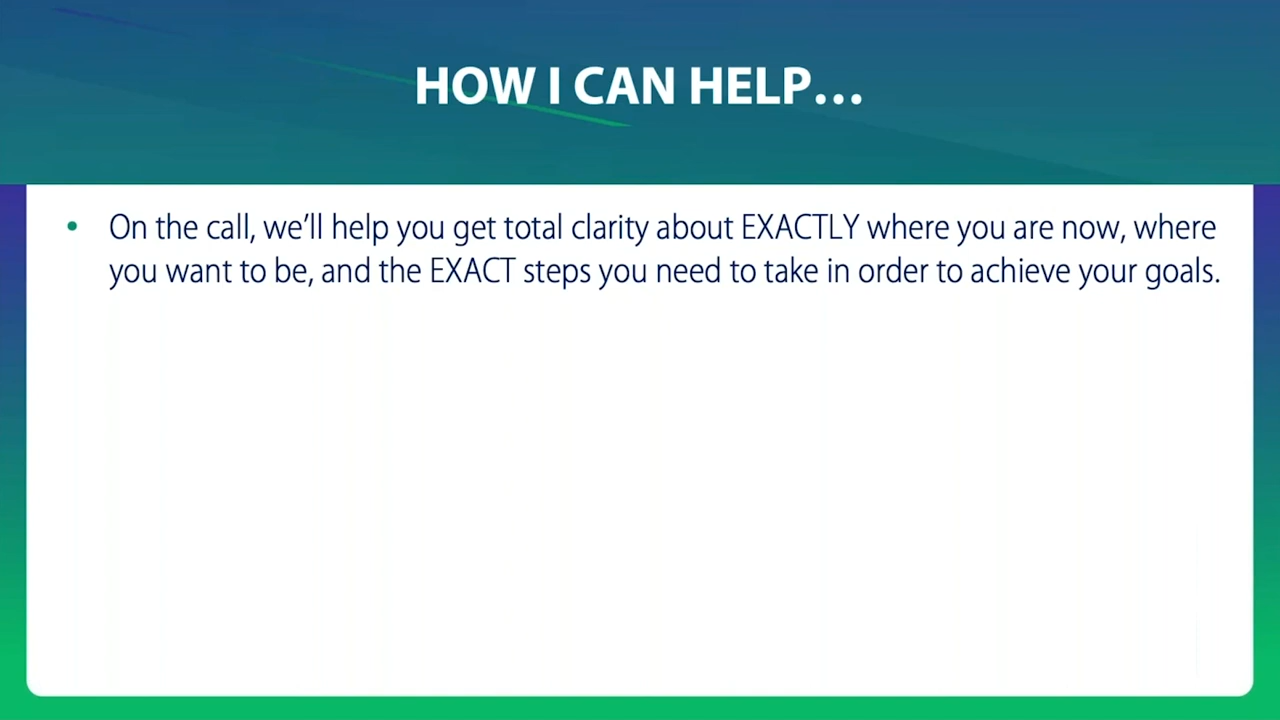 HOW I CAN HELP...
• On the call, we'll help you get total clarity about EXACTLY where you are now, where
you want to be, and the EXACT steps you need to take in order to achieve your goals.